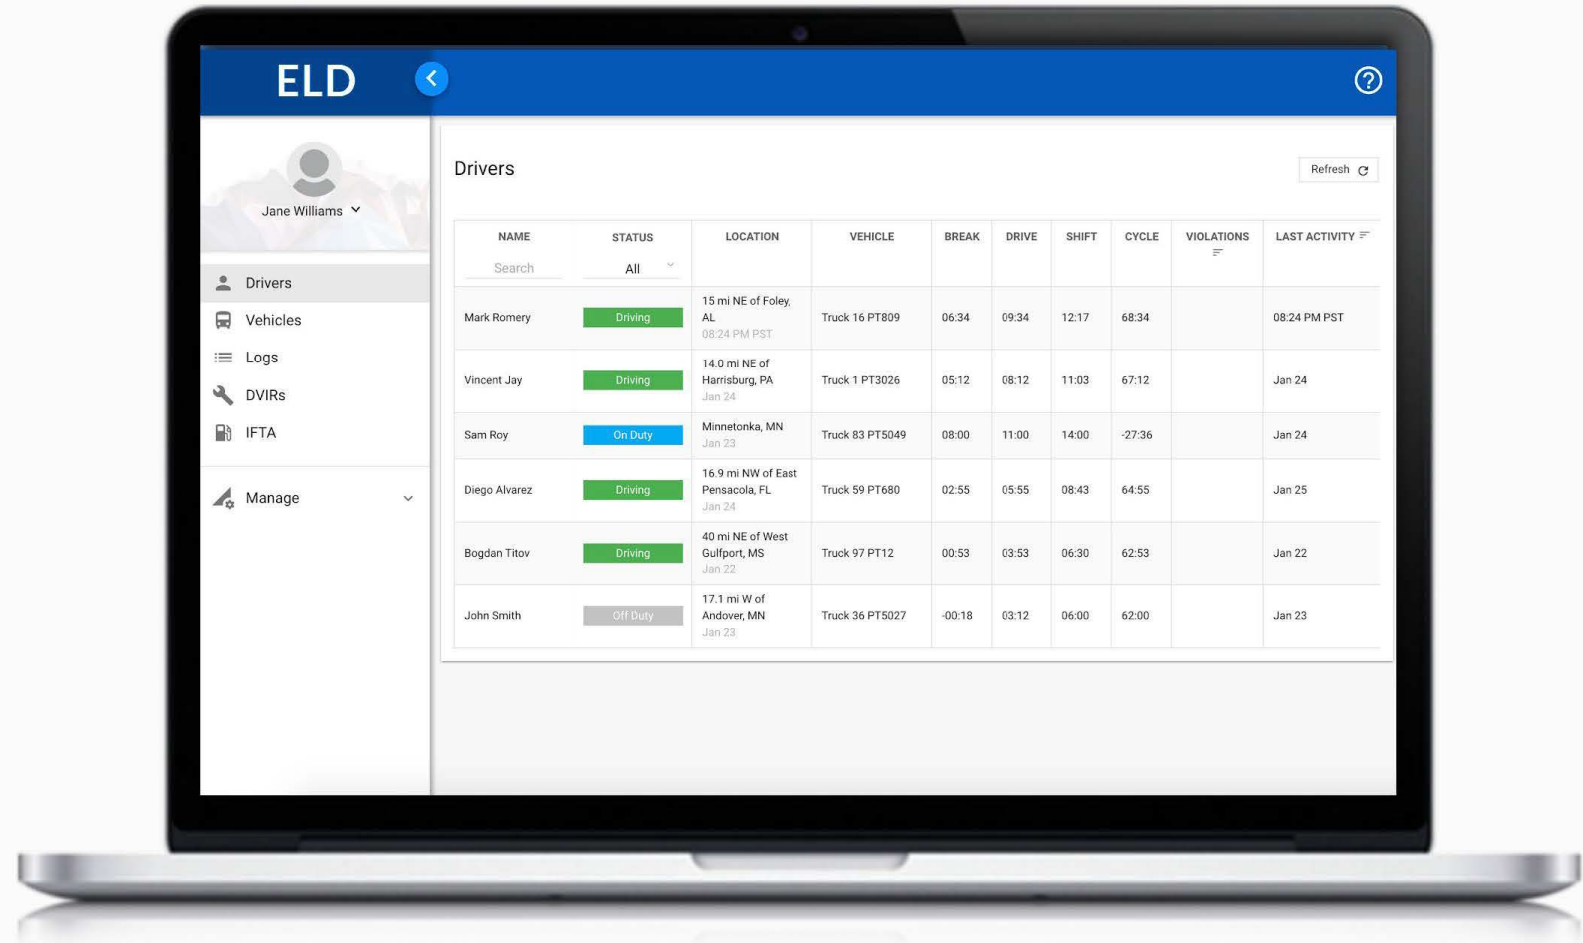 ELD
Jane Williams
Drivers
Vehicles
Logs
DVIRs
IFTA
Manage
Drivers
Refresh
NAME STATUS LOCATION VEHICLE BREAK DRIVE SHIFT CYCLE VIOLATIONS LAST ACTIVITY
Search All
15 mi NE of Foley,
Mark Romery Driving AL Truck 16 PT809 06:34 09:34 12:17 68:34 08:24 PM PST
08:24 PM PST
14.0 mi NE of
Vincent Jay Driving Harrisburg, PA Truck 1 PT3026 05:12 08:12 11:03 67:12 Jan 24
Jan 24
Minnetonka, MN
Sam Roy On Duty Truck 83 PT5049 08:00 11:00 14:00 -27:36 Jan 24
Jan 23
16.9 mi NW of East
Diego Alvarez Driving Pensacola, FL Truck 59 PT680 02:55 05:55 08:43 64:55 Jan 25
Jan 24
40 mi NE of West
Bogdan Titov Driving Gulfport, MS Truck 97 PT12 00:53 03:53 06:30 62:53 Jan 22
Jan 22
17.1 mi W of
John Smith Off Duty Andover, MN Truck 36 PT5027 -00:18 03:12 06:00 62:00 Jan 23
Jan 23